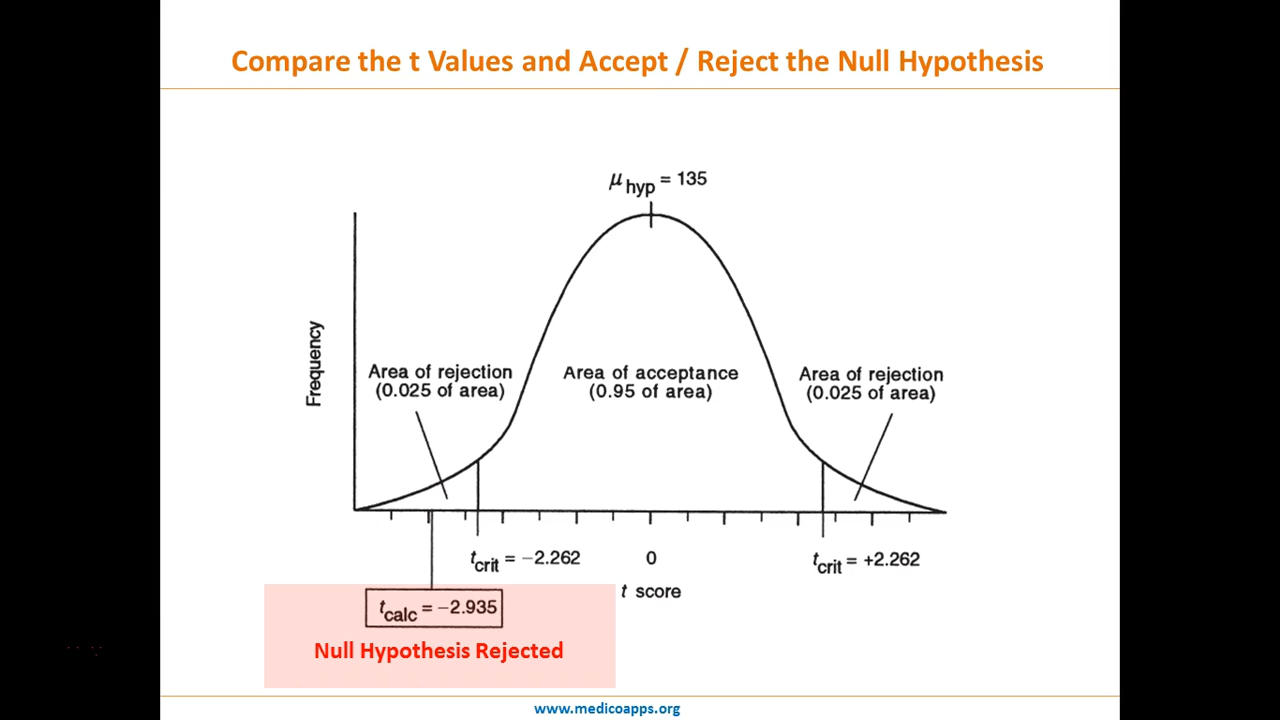 Compare the t Values and Accept / Reject the Null Hypothesis
μhyp = 135
Frequency
Area of rejection
(0.025 of area)
Area of acceptance
(0.95 of area)
Area of rejection
(0.025 of area)
tcrit = −2.262
0
tcrit = +2.262
t score
tcalc = −2.935
Null Hypothesis Rejected
www.medicoapps.org